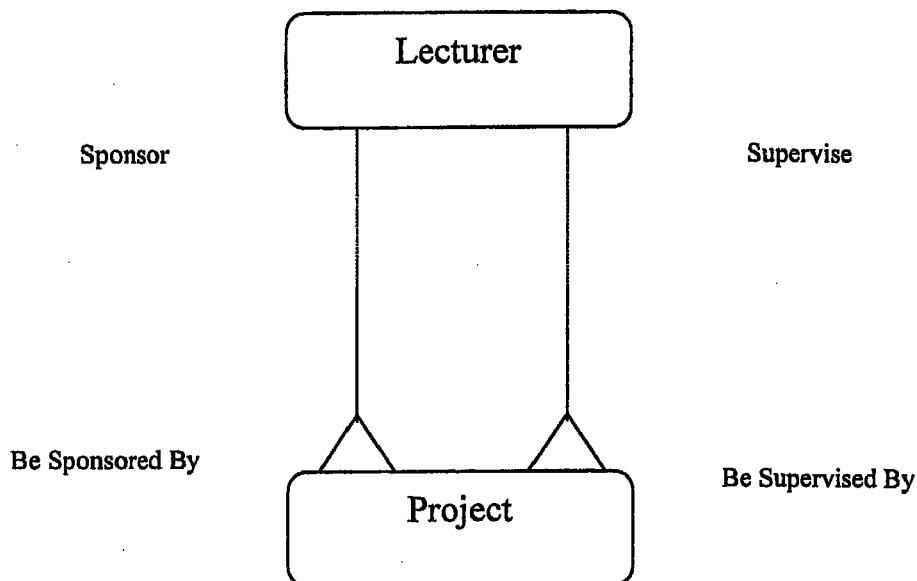 Lecturer
Sponsor
Supervise
Be Sponsored By
Be Supervised By
Project